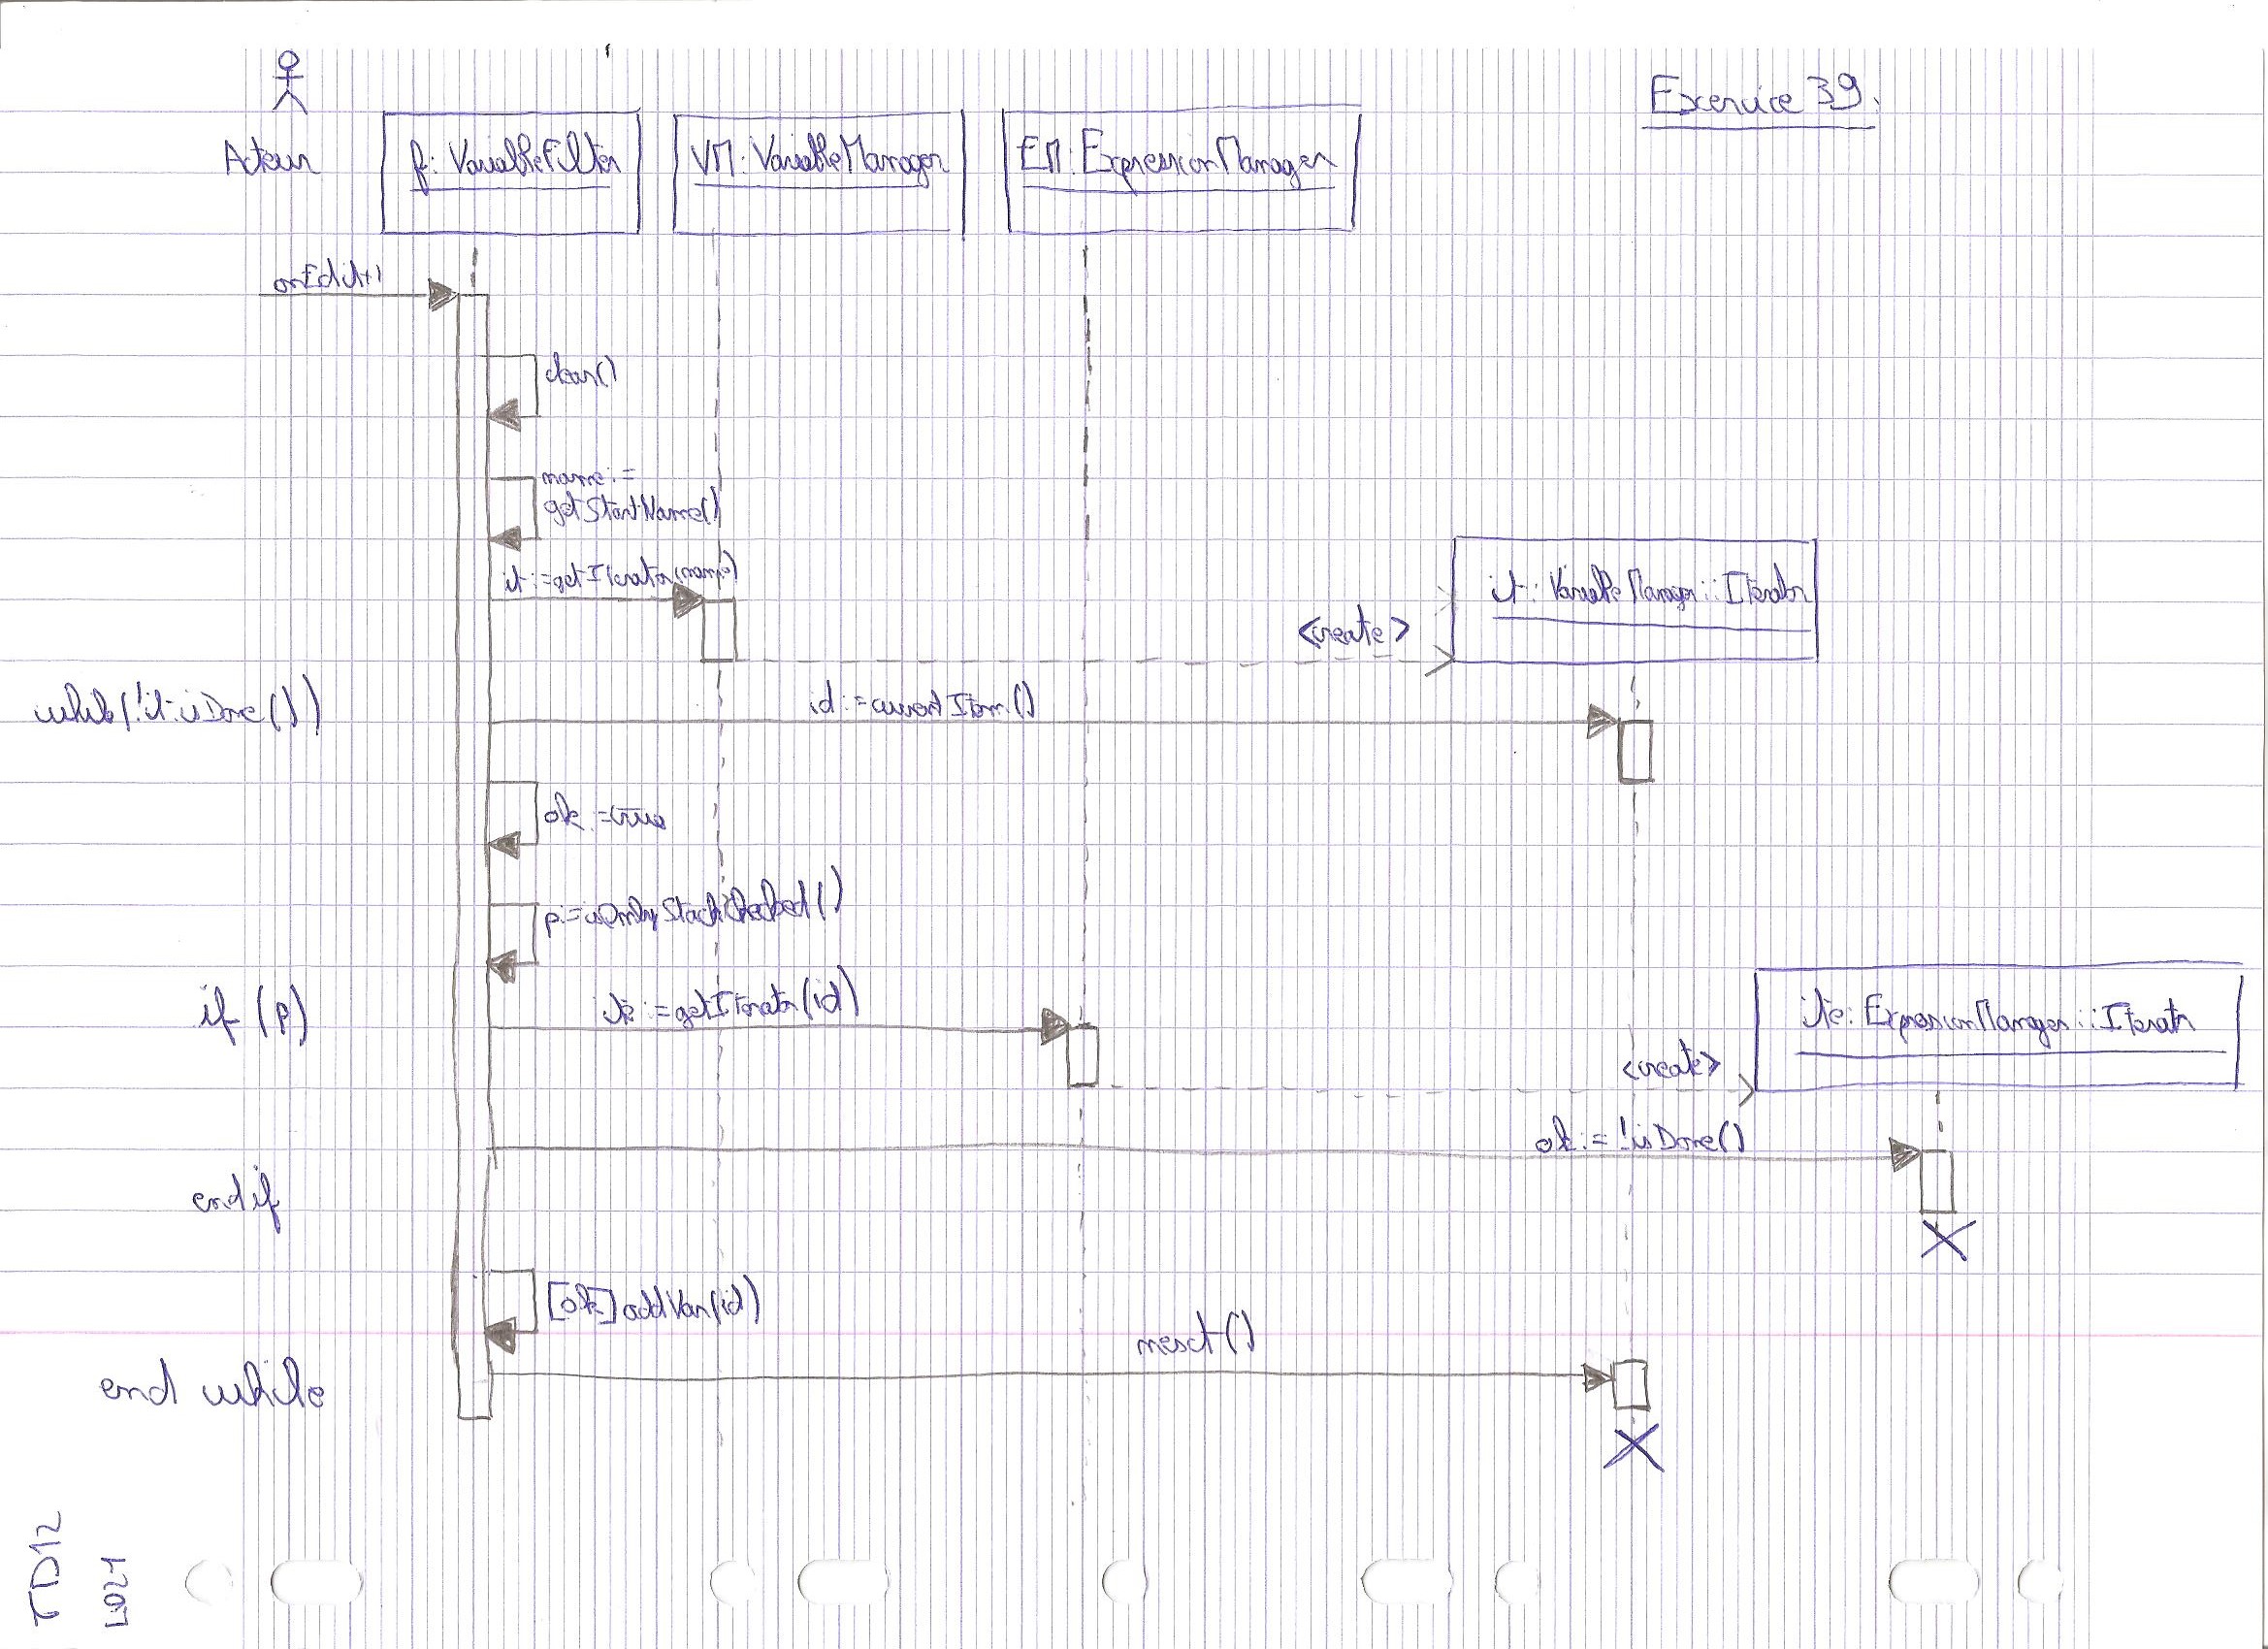 Exercice 39.
Acteur
f: VariableFilter
VM: VariableManager
EM: ExpressionManager
clear()
name:=
getStartName()
it:=getIterator(name)
it: VariableManager::Iterator
<create>
while(!it.isDone())
id:=currentItem()
ok:=true
p:=isOnlyStackChecked()
if (p)
ite:=getIterator(id)
ite: ExpressionManager::Iterator
<create>
ok:= !isDone()
end if
[ok] addVar(id)
next()
end while
TD12
LO21